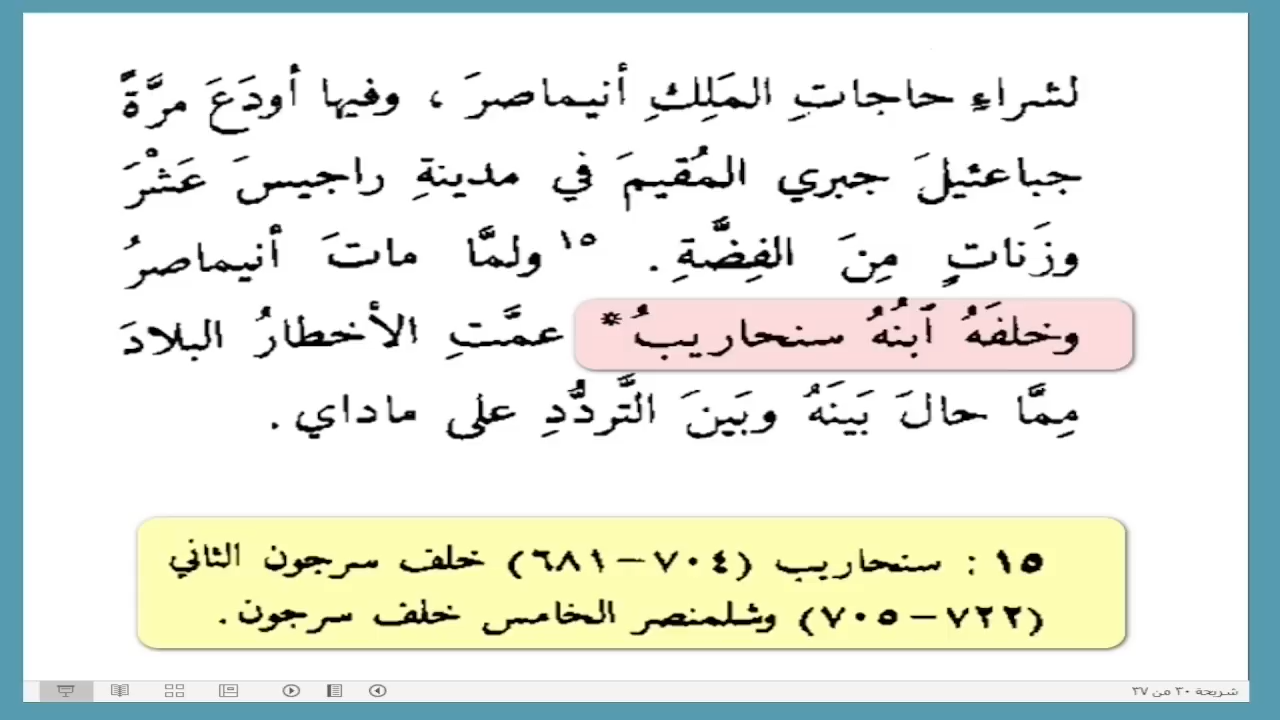 لشراءِ حاجاتِ المَلِكِ أنيماصرَ ، وفيها أودَعَ مرَّةً
جباعئيلَ جبري المُقيمَ في مدينةِ راجيسَ عَشْرَ
وزَناتٍ مِنَ الفِضَّةِ . ١٥ ولمَّا ماتَ أنيماصرُ
وخلفَهُ ٱبنُهُ سنحاريبُ* عمَّتِ الأخطارُ البلادَ
مِمَّا حالَ بَينَهُ وبَينَ التَّردُّدِ على ماداي .
١٥ : سنحاريب (٧٠٤–٦٨١) خلف سرجون الثاني
(٧٢٢–٧٠٥) وشلمنصر الخامس خلف سرجون .
شريحة ٣٠ من ٣٧